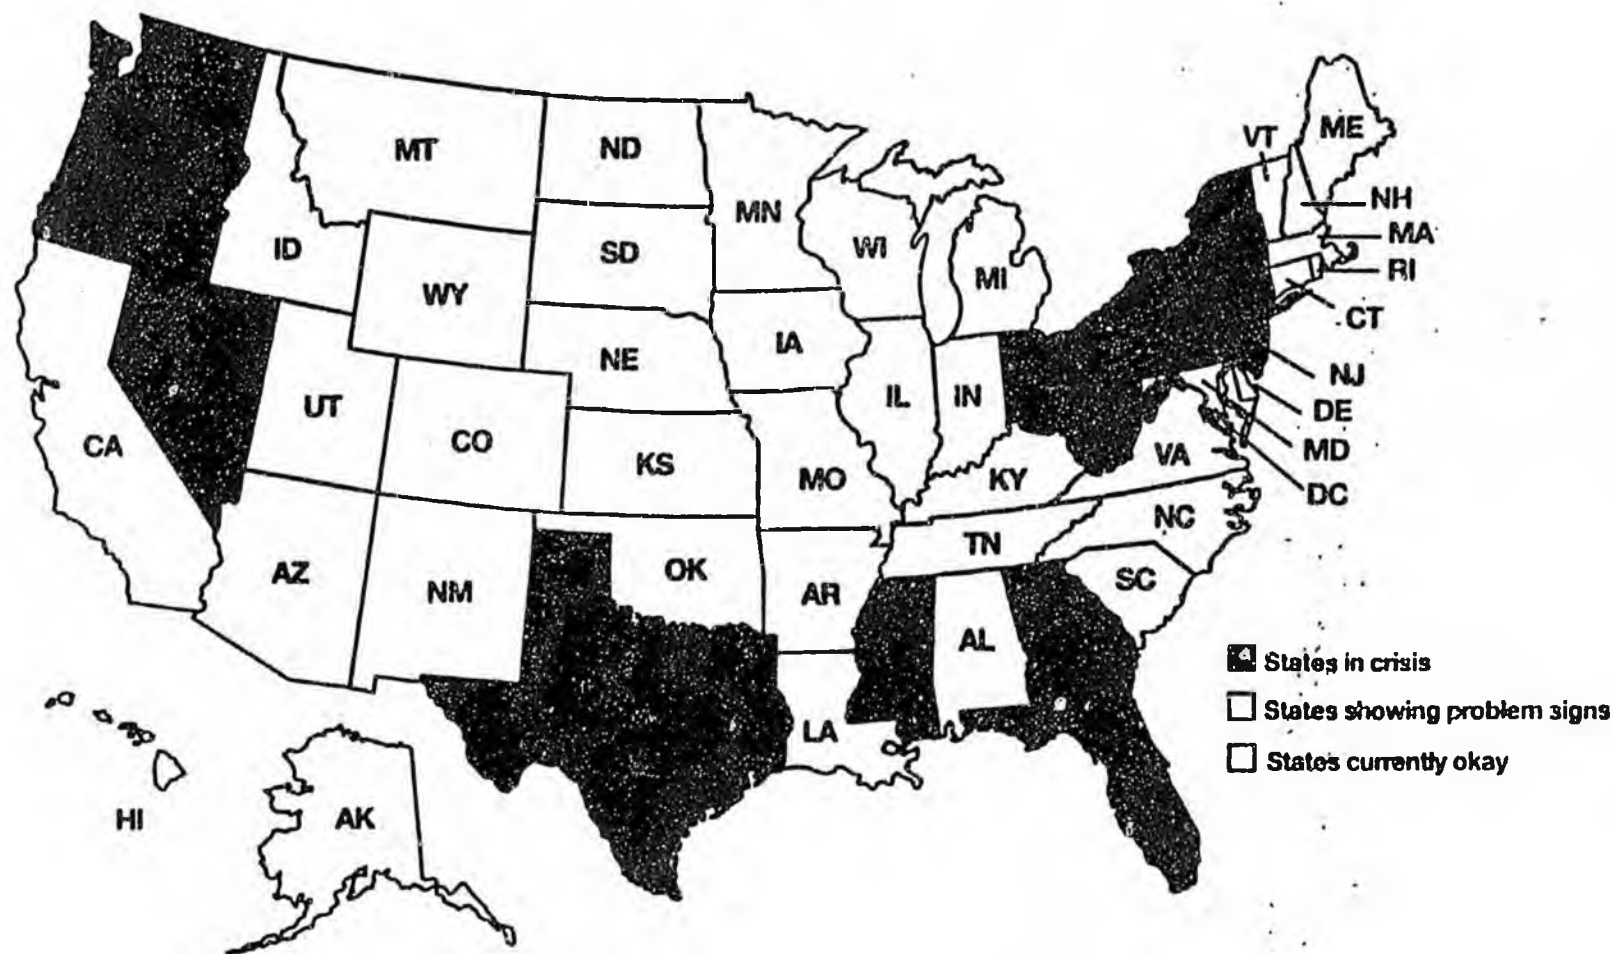 ME
VT
MT
ND
MN
NH
MA
WI
ID
SD
MI
RI
WY
CT
IA
NE
NJ
UT
IL
IN
DE
CA
CO
KS
MD
VA
MO
KY
DC
NC
TN
AZ
OK
SC
NM
AR
AL
States in crisis
States showing problem signs
LA
States currently okay
HI
AK